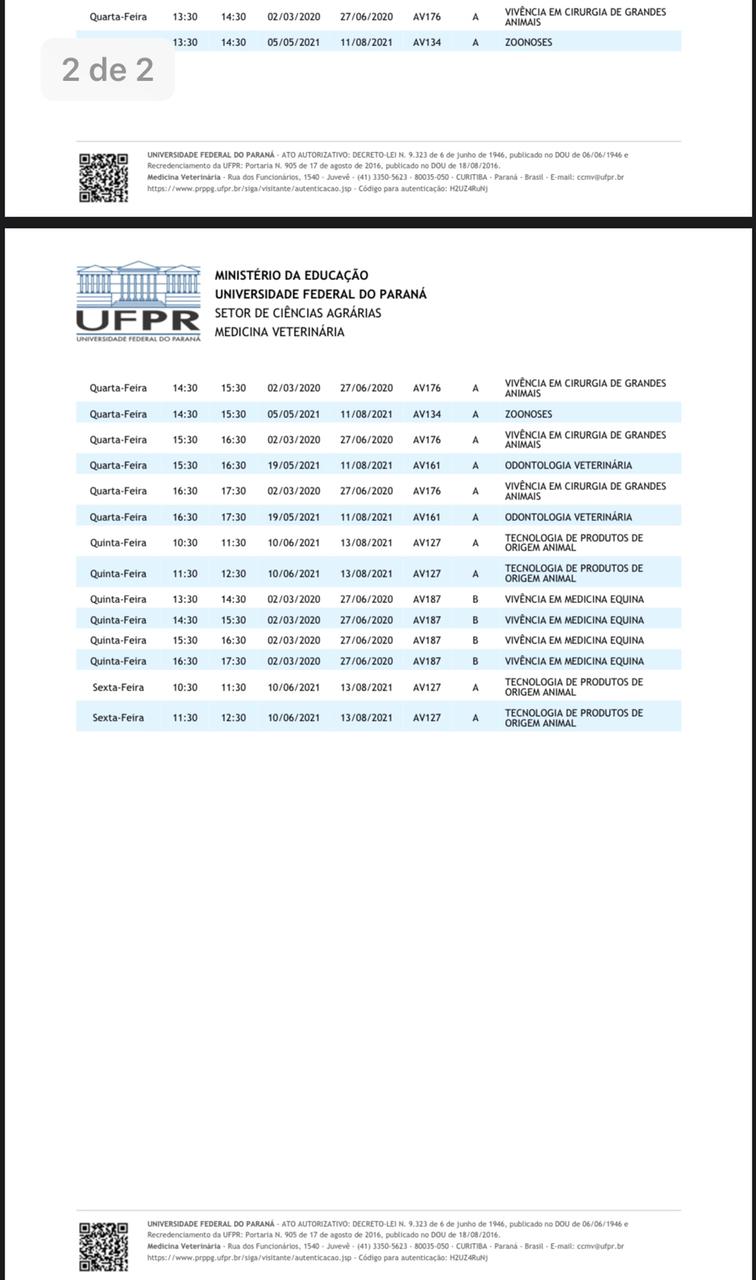 Quarta-Feira 13:30 14:30 02/03/2020 27/06/2020 AV176 A VIVÊNCIA EM CIRURGIA DE GRANDES
ANIMAIS
13:30 14:30 05/05/2021 11/08/2021 AV134 A ZOONOSES
2 de 2
UNIVERSIDADE FEDERAL DO PARANÁ - ATO AUTORIZATIVO: DECRETO-LEI N. 9.323 de 6 de junho de 1946, publicado no DOU de 06/06/1946 e
Recredenciamento da UFPR: Portaria N. 905 de 17 de agosto de 2016, publicado no DOU de 18/08/2016.
Medicina Veterinária - Rua dos Funcionários, 1540 - Juvevê - (41) 3350-5623 - 80035-050 - CURITIBA - Paraná - Brasil - E-mail: ccmv@ufpr.br
https://www.prppg.ufpr.br/siga/visitante/autenticacao.jsp - Código para autenticação: H2UZ4RuNj
UFPR
UNIVERSIDADE FEDERAL DO PARANÁ
MINISTÉRIO DA EDUCAÇÃO
UNIVERSIDADE FEDERAL DO PARANÁ
SETOR DE CIÊNCIAS AGRÁRIAS
MEDICINA VETERINÁRIA
Quarta-Feira 14:30 15:30 02/03/2020 27/06/2020 AV176 A VIVÊNCIA EM CIRURGIA DE GRANDES
ANIMAIS
Quarta-Feira 14:30 15:30 05/05/2021 11/08/2021 AV134 A ZOONOSES
Quarta-Feira 15:30 16:30 02/03/2020 27/06/2020 AV176 A VIVÊNCIA EM CIRURGIA DE GRANDES
ANIMAIS
Quarta-Feira 15:30 16:30 19/05/2021 11/08/2021 AV161 A ODONTOLOGIA VETERINÁRIA
Quarta-Feira 16:30 17:30 02/03/2020 27/06/2020 AV176 A VIVÊNCIA EM CIRURGIA DE GRANDES
ANIMAIS
Quarta-Feira 16:30 17:30 19/05/2021 11/08/2021 AV161 A ODONTOLOGIA VETERINÁRIA
Quinta-Feira 10:30 11:30 10/06/2021 13/08/2021 AV127 A TECNOLOGIA DE PRODUTOS DE
ORIGEM ANIMAL
Quinta-Feira 11:30 12:30 10/06/2021 13/08/2021 AV127 A TECNOLOGIA DE PRODUTOS DE
ORIGEM ANIMAL
Quinta-Feira 13:30 14:30 02/03/2020 27/06/2020 AV187 B VIVÊNCIA EM MEDICINA EQUINA
Quinta-Feira 14:30 15:30 02/03/2020 27/06/2020 AV187 B VIVÊNCIA EM MEDICINA EQUINA
Quinta-Feira 15:30 16:30 02/03/2020 27/06/2020 AV187 B VIVÊNCIA EM MEDICINA EQUINA
Quinta-Feira 16:30 17:30 02/03/2020 27/06/2020 AV187 B VIVÊNCIA EM MEDICINA EQUINA
Sexta-Feira 10:30 11:30 10/06/2021 13/08/2021 AV127 A TECNOLOGIA DE PRODUTOS DE
ORIGEM ANIMAL
Sexta-Feira 11:30 12:30 10/06/2021 13/08/2021 AV127 A TECNOLOGIA DE PRODUTOS DE
ORIGEM ANIMAL
UNIVERSIDADE FEDERAL DO PARANÁ - ATO AUTORIZATIVO: DECRETO-LEI N. 9.323 de 6 de junho de 1946, publicado no DOU de 06/06/1946 e
Recredenciamento da UFPR: Portaria N. 905 de 17 de agosto de 2016, publicado no DOU de 18/08/2016.
Medicina Veterinária - Rua dos Funcionários, 1540 - Juvevê - (41) 3350-5623 - 80035-050 - CURITIBA - Paraná - Brasil - E-mail: ccmv@ufpr.br
https://www.prppg.ufpr.br/siga/visitante/autenticacao.jsp - Código para autenticação: H2UZ4RuNj